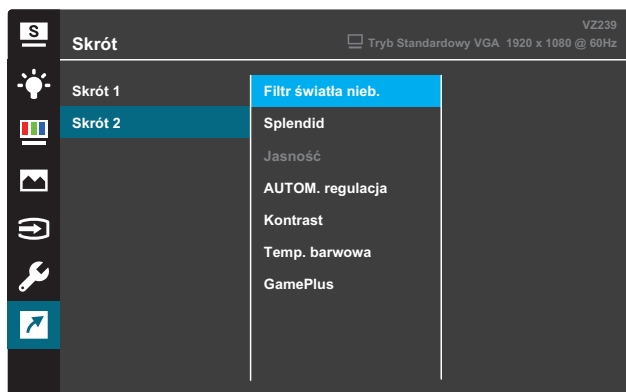 S
VZ239
Skrót
Tryb Standardowy VGA 1920 x 1080 @ 60Hz
Skrót 1
Skrót 2
Filtr światła nieb.
Splendid
Jasność
AUTOM. regulacja
Kontrast
Temp. barwowa
GamePlus